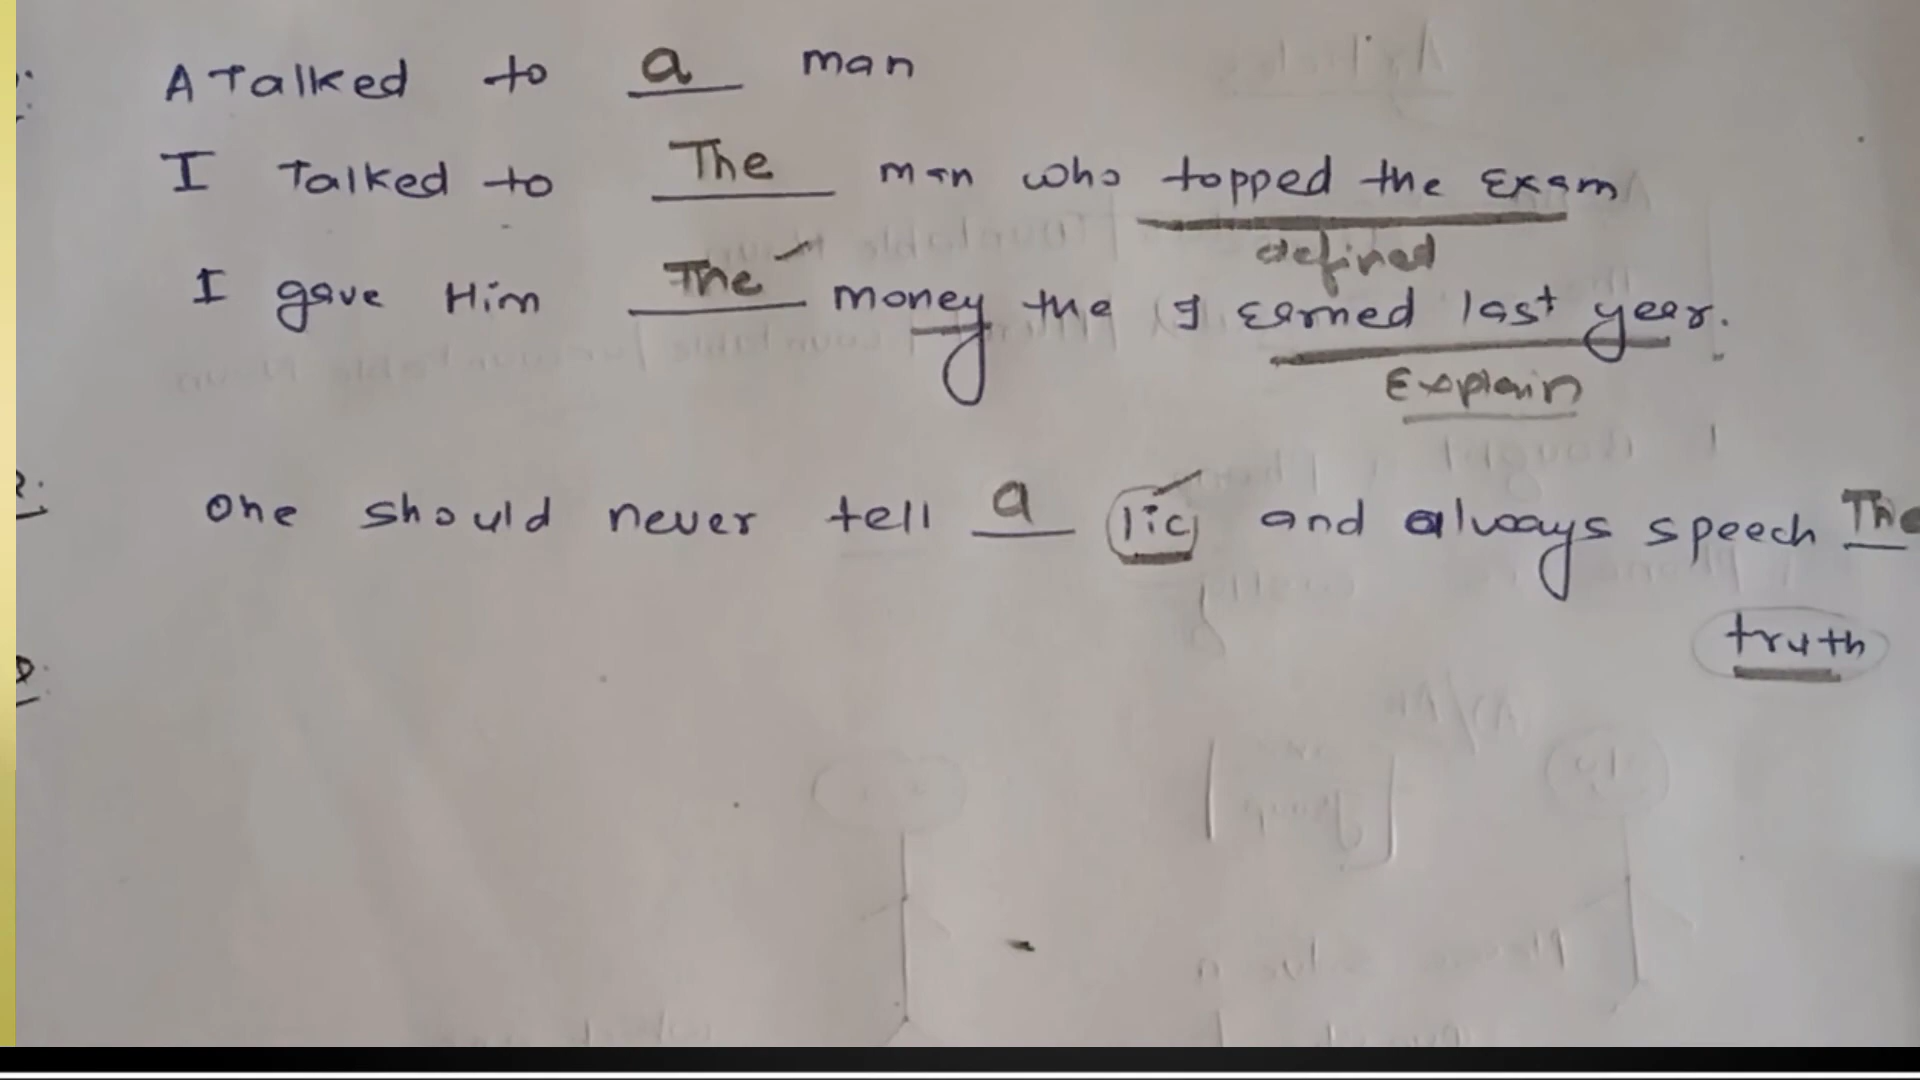 A Talked to a man
I Talked to The man who topped the Exam
defined
I gave Him The money the I earned last year.
Explain
one should never tell a lie and always speech The
truth